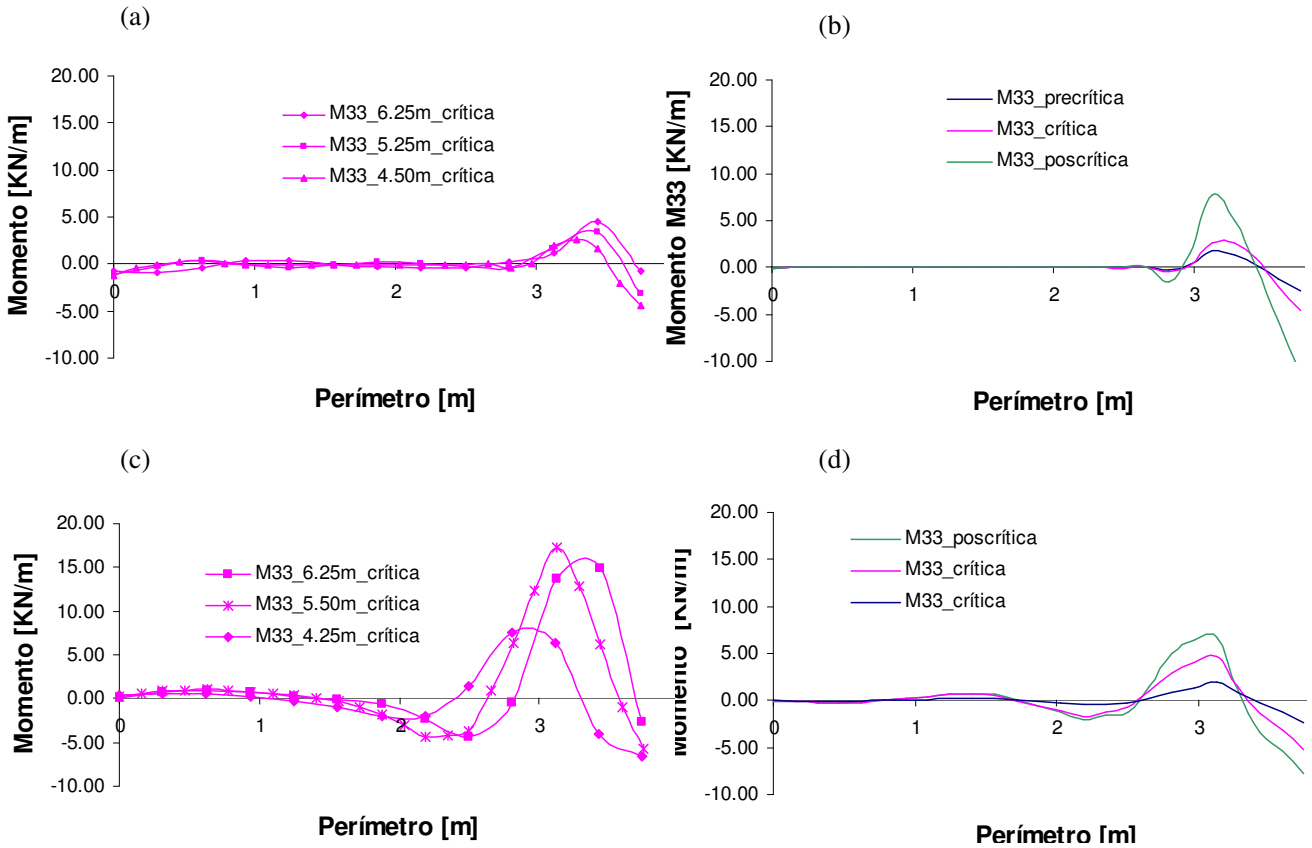 (a)
20.00
15.00
10.00
5.00
0.00
-5.00
-10.00
0
1
2
3
Momento [KN/m]
Perímetro [m]
M33_6.25m_crítica
M33_5.25m_crítica
M33_4.50m_crítica
(b)
20.00
15.00
10.00
5.00
0.00
-5.00
-10.00
0
1
2
3
Momento M33 [KN/m]
Perímetro [m]
M33_precrítica
M33_crítica
M33_poscrítica
(c)
20.00
15.00
10.00
5.00
0.00
-5.00
-10.00
0
1
2
3
Momento [KN/m]
Perímetro [m]
M33_6.25m_crítica
M33_5.50m_crítica
M33_4.25m_crítica
(d)
20.00
15.00
10.00
5.00
0.00
-5.00
-10.00
0
1
2
3
Momento [KN/m]
Perímetro [m]
M33_poscrítica
M33_crítica
M33_crítica